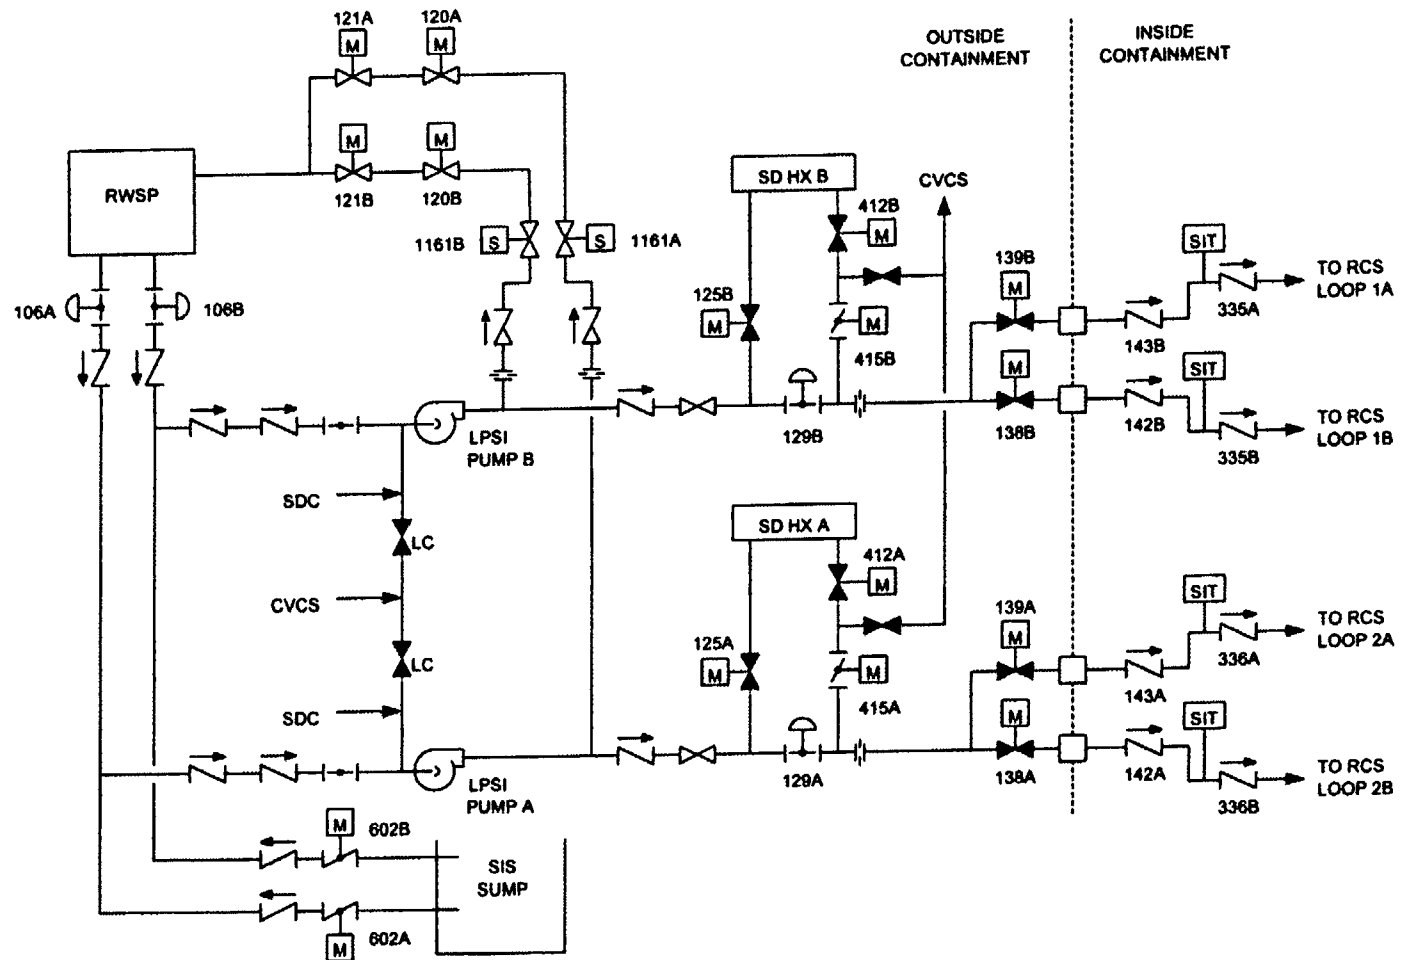 121A
120A
M
M
OUTSIDE
CONTAINMENT
INSIDE
CONTAINMENT
M
M
RWSP
121B
120B
SD HX B
CVCS
412B
M
1161B
S
S
1161A
139B
M
SIT
TO RCS
LOOP 1A
106A
106B
125B
M
M
335A
415B
143B
M
SIT
129B
138B
142B
TO RCS
LOOP 1B
335B
LPSI
PUMP B
SDC
SD HX A
LC
412A
M
CVCS
139A
M
SIT
TO RCS
LOOP 2A
LC
125A
M
M
336A
415A
143A
SDC
M
SIT
129A
138A
142A
TO RCS
LOOP 2B
336B
LPSI
PUMP A
M
602B
SIS
SUMP
M
602A